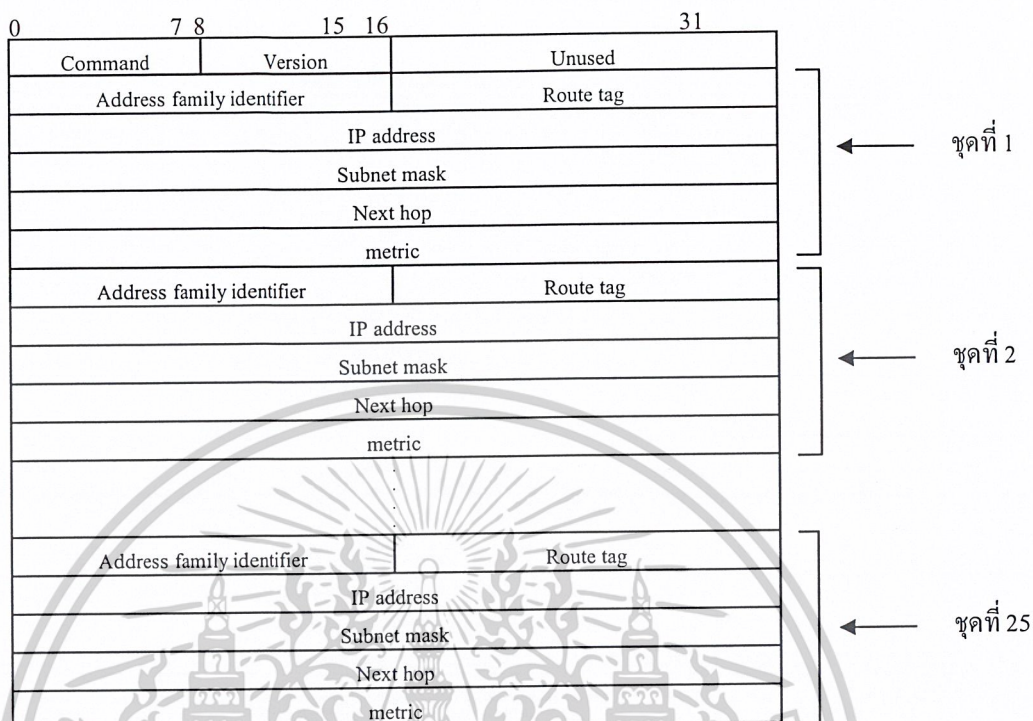 0 7 8 15 16 31
Command Version Unused
Address family identifier Route tag
IP address
Subnet mask
Next hop
metric
ชุดที่ 1
Address family identifier Route tag
IP address
Subnet mask
Next hop
metric
ชุดที่ 2
Address family identifier Route tag
IP address
Subnet mask
Next hop
metric
ชุดที่ 25